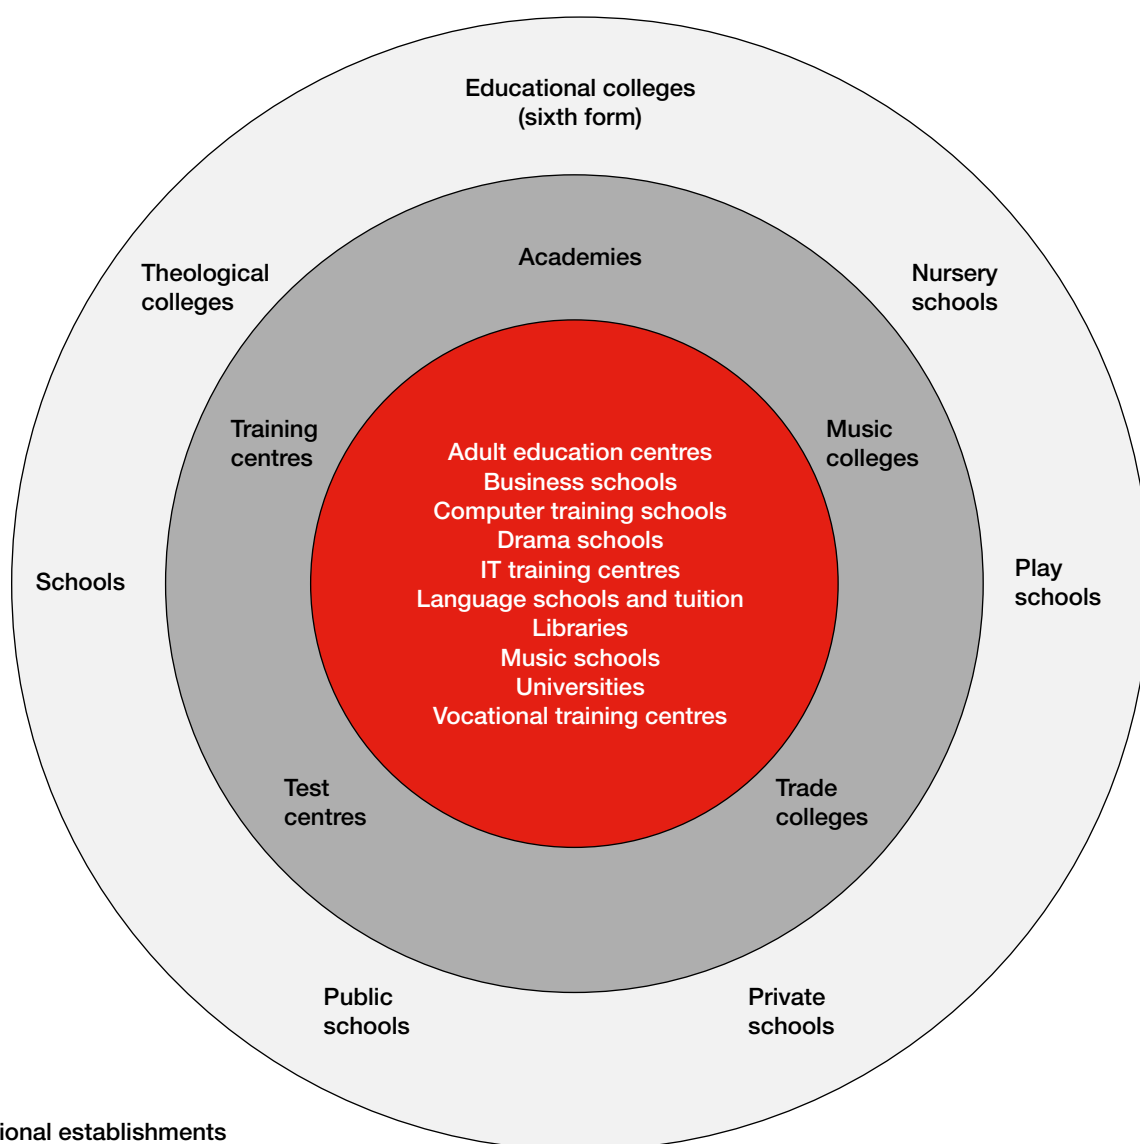 Educational colleges
(sixth form)
Academies
Theological
colleges
Nursery
schools
Training
centres
Music
colleges
Adult education centres
Business schools
Computer training schools
Drama schools
IT training centres
Language schools and tuition
Libraries
Music schools
Universities
Vocational training centres
Schools
Play
schools
Test
centres
Trade
colleges
Public
schools
Private
schools
ional establishments